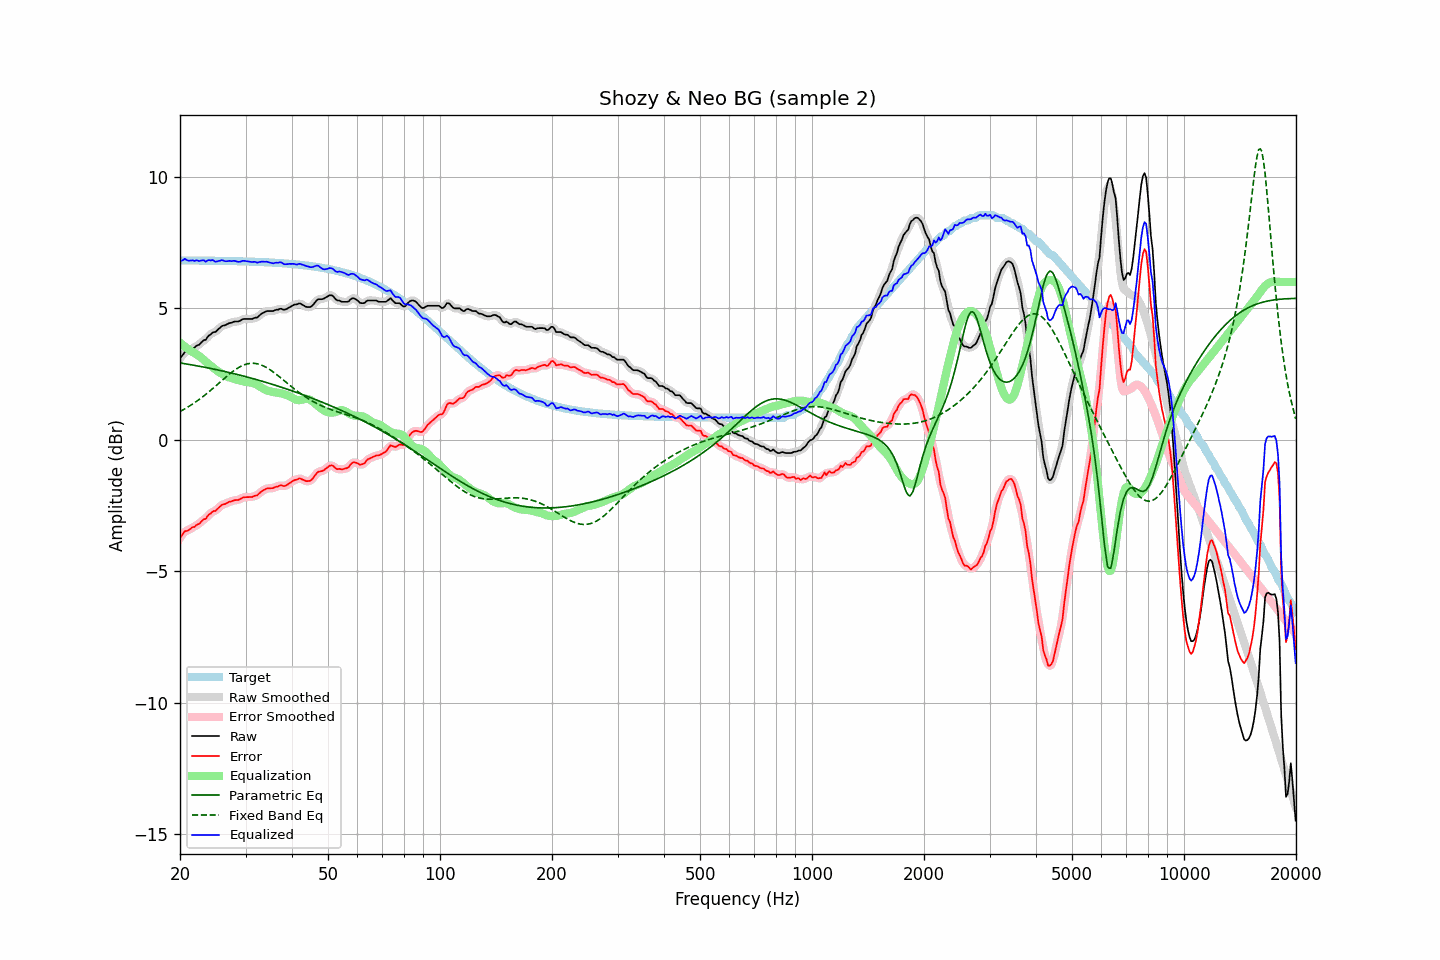 Shozy & Neo BG (sample 2)
Amplitude (dBr)
10
5
0
−5
−10
−15
Target
Raw Smoothed
Error Smoothed
Raw
Error
Equalization
Parametric Eq
Fixed Band Eq
Equalized
20 50 100 200 500 1000 2000 5000 10000 20000
Frequency (Hz)